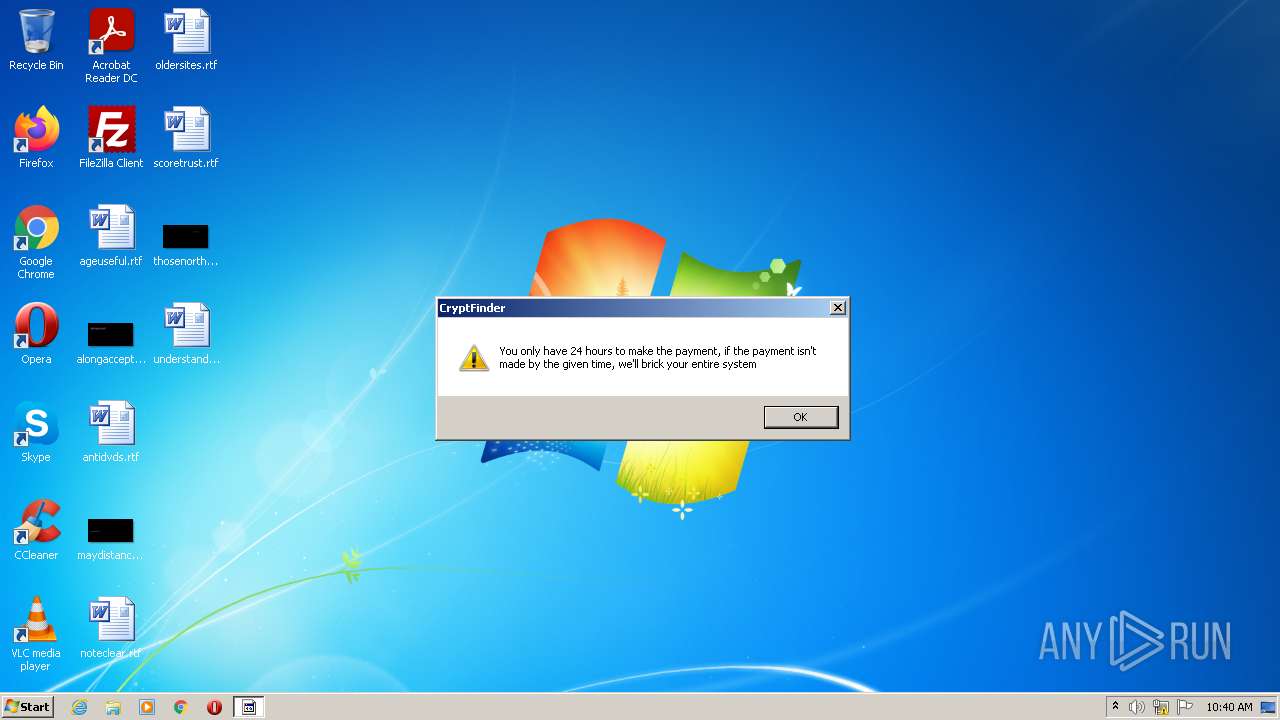 Recycle Bin
Acrobat
Reader DC
oldersites.rtf
Firefox
FileZilla Client
scoretrust.rtf
Google
Chrome
ageuseful.rtf
thosenorth...
Opera
alongaccept...
understand...
Skype
antidvds.rtf
CCleaner
maydistanc...
VLC media
player
noteclear.rtf
CryptFinder
You only have 24 hours to make the payment, if the payment isn't
made by the given time, we'll brick your entire system
OK
ANY RUN
Start
10:40 AM